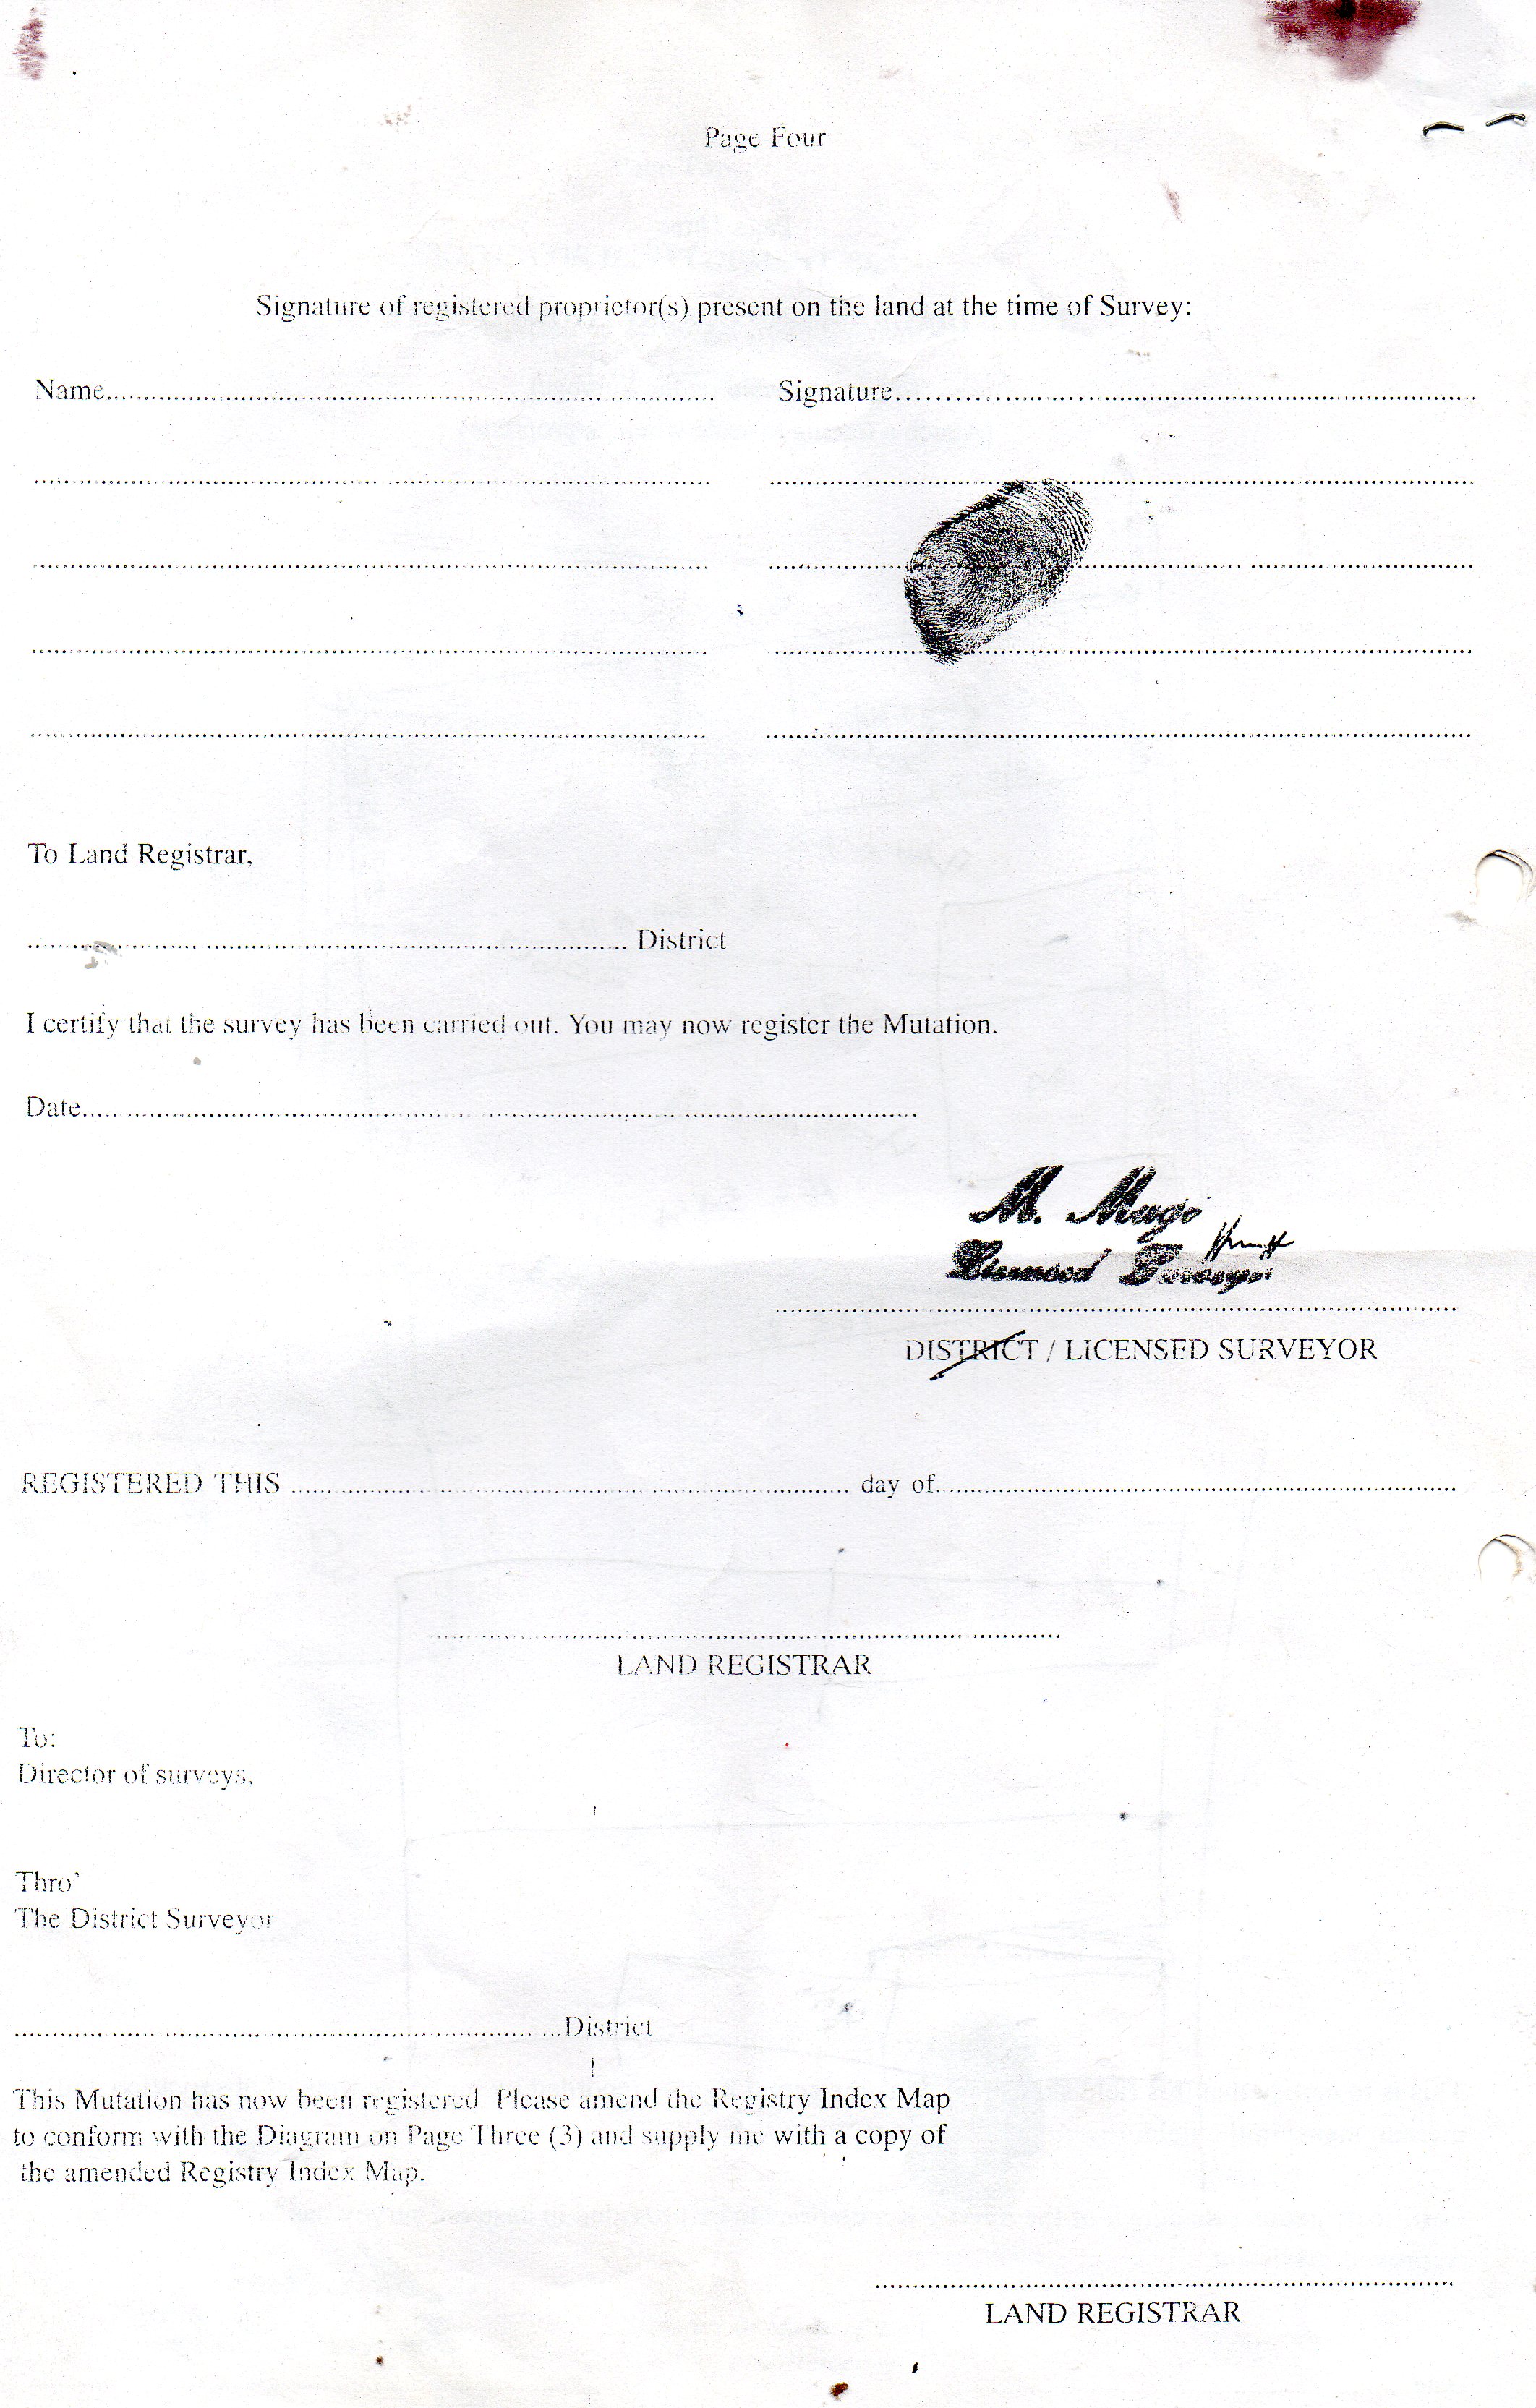 Page Four
Signature of registered proprietor(s) present on the land at the time of Survey:
Name
Signature
To Land Registrar,
District
I certify that the survey has been carried out. You may now register the Mutation.
Date
M. Mugo
Licensed Surveyor
DISTRICT / LICENSED SURVEYOR
REGISTERED THIS day of
LAND REGISTRAR
To:
Director of surveys,
Thro'
The District Surveyor
District
This Mutation has now been registered. Please amend the Registry Index Map
to conform with the Diagram on Page Three (3) and supply me with a copy of
the amended Registry Index Map.
LAND REGISTRAR